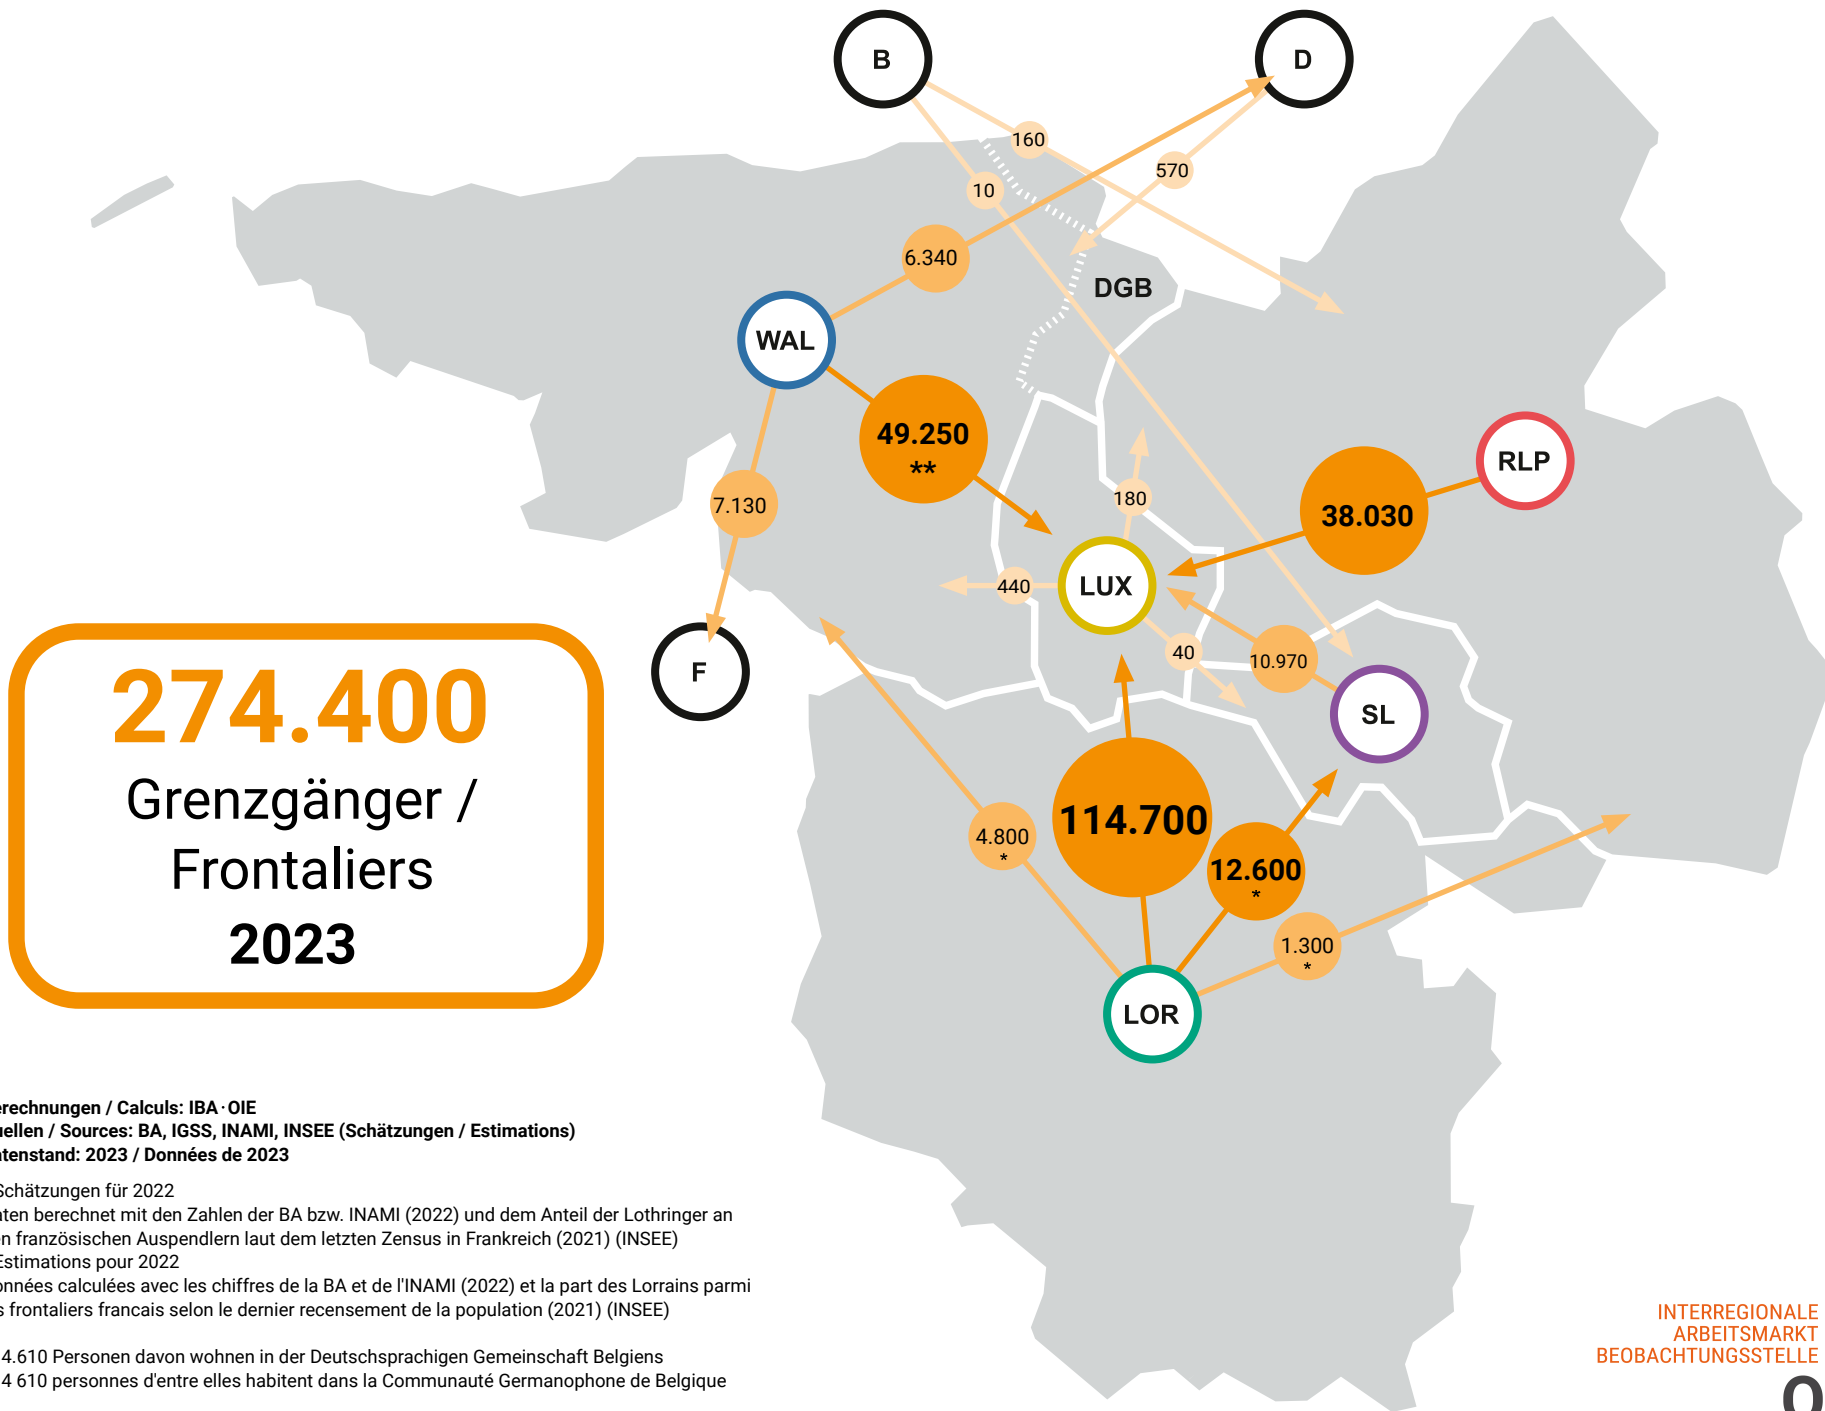 B
D
160
570
10
6.340
DGB
WAL
49.250
**
RLP
38.030
180
7.130
LUX
440
40
10.970
F
SL
274.400
Grenzgänger /
Frontaliers
2023
114.700
4.800
*
12.600
*
1.300
*
LOR
erechnungen / Calculs: IBA·OIE
uellen / Sources: BA, IGSS, INAMI, INSEE (Schätzungen / Estimations)
atenstand: 2023 / Données de 2023
Schätzungen für 2022
aten berechnet mit den Zahlen der BA bzw. INAMI (2022) und dem Anteil der Lothringer an
en französischen Auspendlern laut dem letzten Zensus in Frankreich (2021) (INSEE)
Estimations pour 2022
onnées calculées avec les chiffres de la BA et de l'INAMI (2022) et la part des Lorrains parmi
s frontaliers francais selon le dernier recensement de la population (2021) (INSEE)
4.610 Personen davon wohnen in der Deutschsprachigen Gemeinschaft Belgiens
4 610 personnes d'entre elles habitent dans la Communauté Germanophone de Belgique
INTERREGIONALE
ARBEITSMARKT
BEOBACHTUNGSSTELLE